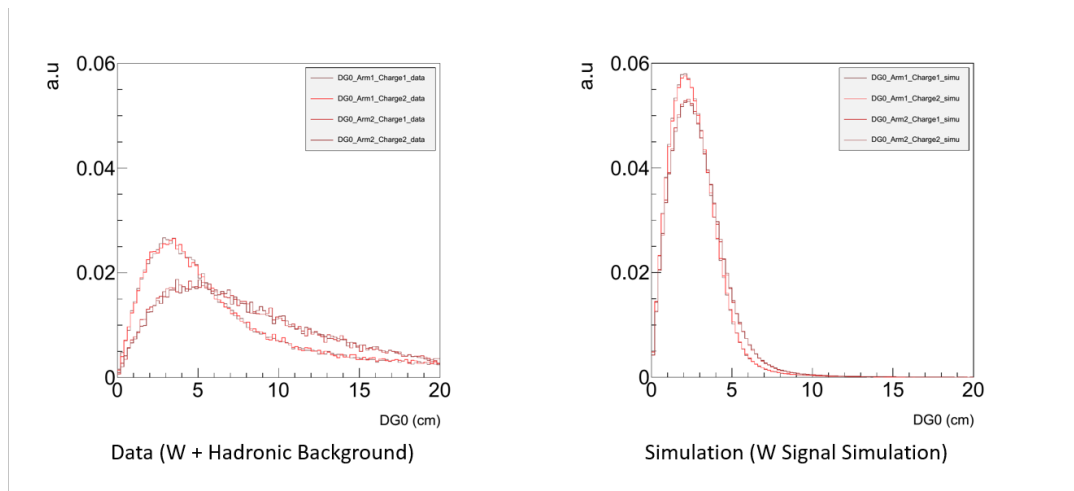 a.u
0.06
0.04
0.02
0
DG0_Arm1_Charge1_data
DG0_Arm1_Charge2_data
DG0_Arm2_Charge1_data
DG0_Arm2_Charge2_data
0 5 10 15 20
DG0 (cm)
Data (W + Hadronic Background)
a.u
0.06
0.04
0.02
0
DG0_Arm1_Charge1_simu
DG0_Arm1_Charge2_simu
DG0_Arm2_Charge1_simu
DG0_Arm2_Charge2_simu
0 5 10 15 20
DG0 (cm)
Simulation (W Signal Simulation)